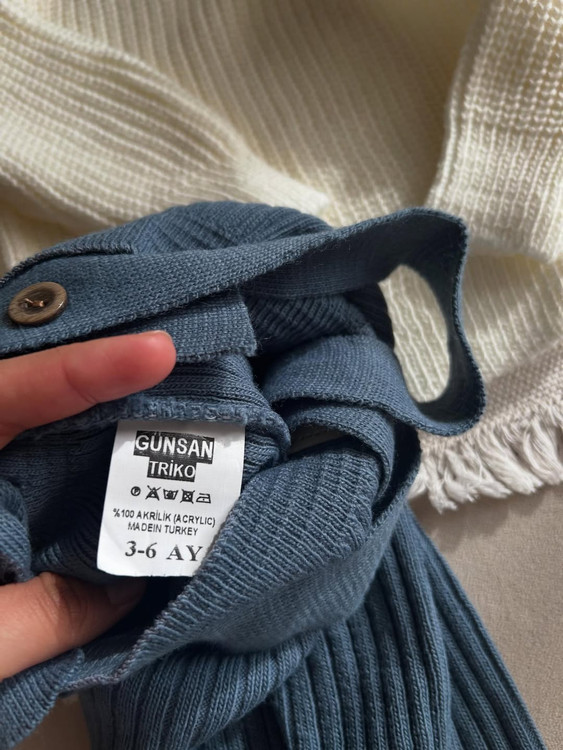 GÜNSAN
TRİKO
%100 AKRİLİK (ACRYLIC)
MADEIN TURKEY
3-6 AY